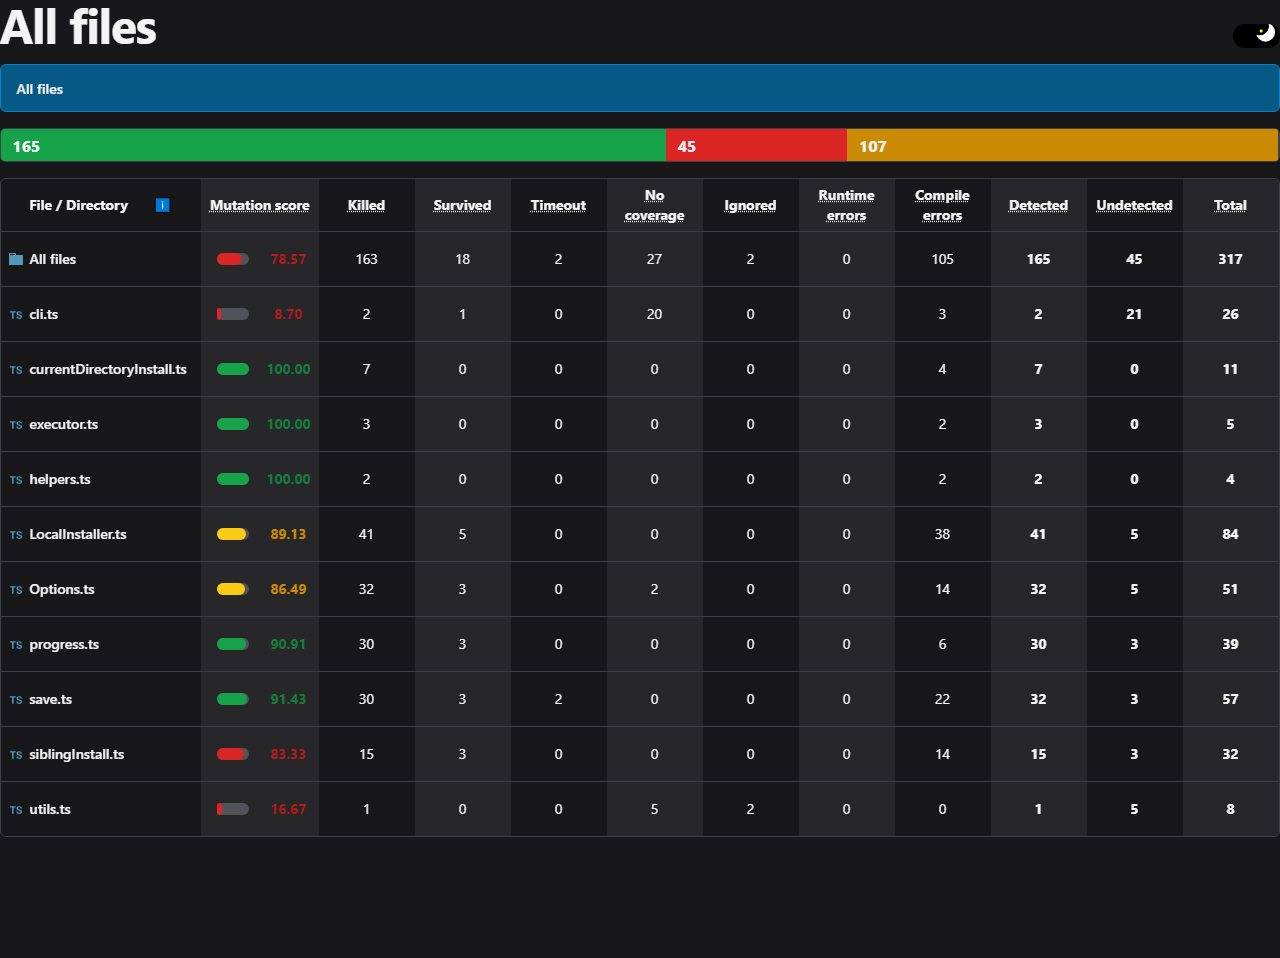 All files
All files
165 45 107
File / Directory i Mutation score Killed Survived Timeout No coverage Ignored Runtime errors Compile errors Detected Undetected Total
All files 78.57 163 18 2 27 2 0 105 165 45 317
TS cli.ts 8.70 2 1 0 20 0 0 3 2 21 26
TS currentDirectoryInstall.ts 100.00 7 0 0 0 0 0 4 7 0 11
TS executor.ts 100.00 3 0 0 0 0 0 2 3 0 5
TS helpers.ts 100.00 2 0 0 0 0 0 2 2 0 4
TS LocalInstaller.ts 89.13 41 5 0 0 0 0 38 41 5 84
TS Options.ts 86.49 32 3 0 2 0 0 14 32 5 51
TS progress.ts 90.91 30 3 0 0 0 0 6 30 3 39
TS save.ts 91.43 30 3 2 0 0 0 22 32 3 57
TS siblingInstall.ts 83.33 15 3 0 0 0 0 14 15 3 32
TS utils.ts 16.67 1 0 0 5 2 0 0 1 5 8